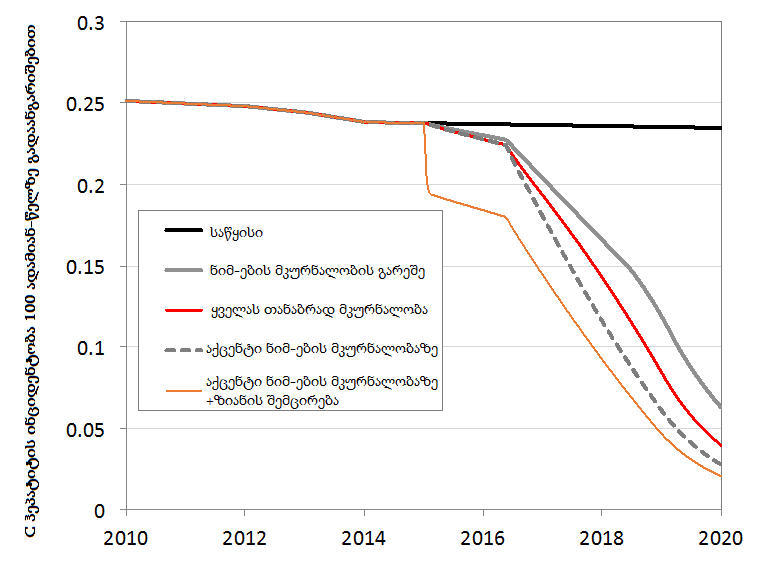 C ჰეპატიტის ინციდენტობა 100 ადამიან-წელზე გადაანგარიშებით
0.3
0.25
0.2
0.15
0.1
0.05
0
საწყისი
ნიმ-ების მკურნალობის გარეშე
ყველას თანაბრად მკურნალობა
აქცენტი ნიმ-ების მკურნალობაზე
აქცენტი ნიმ-ების მკურნალობაზე
+ზიანის შემცირება
2010 2012 2014 2016 2018 2020